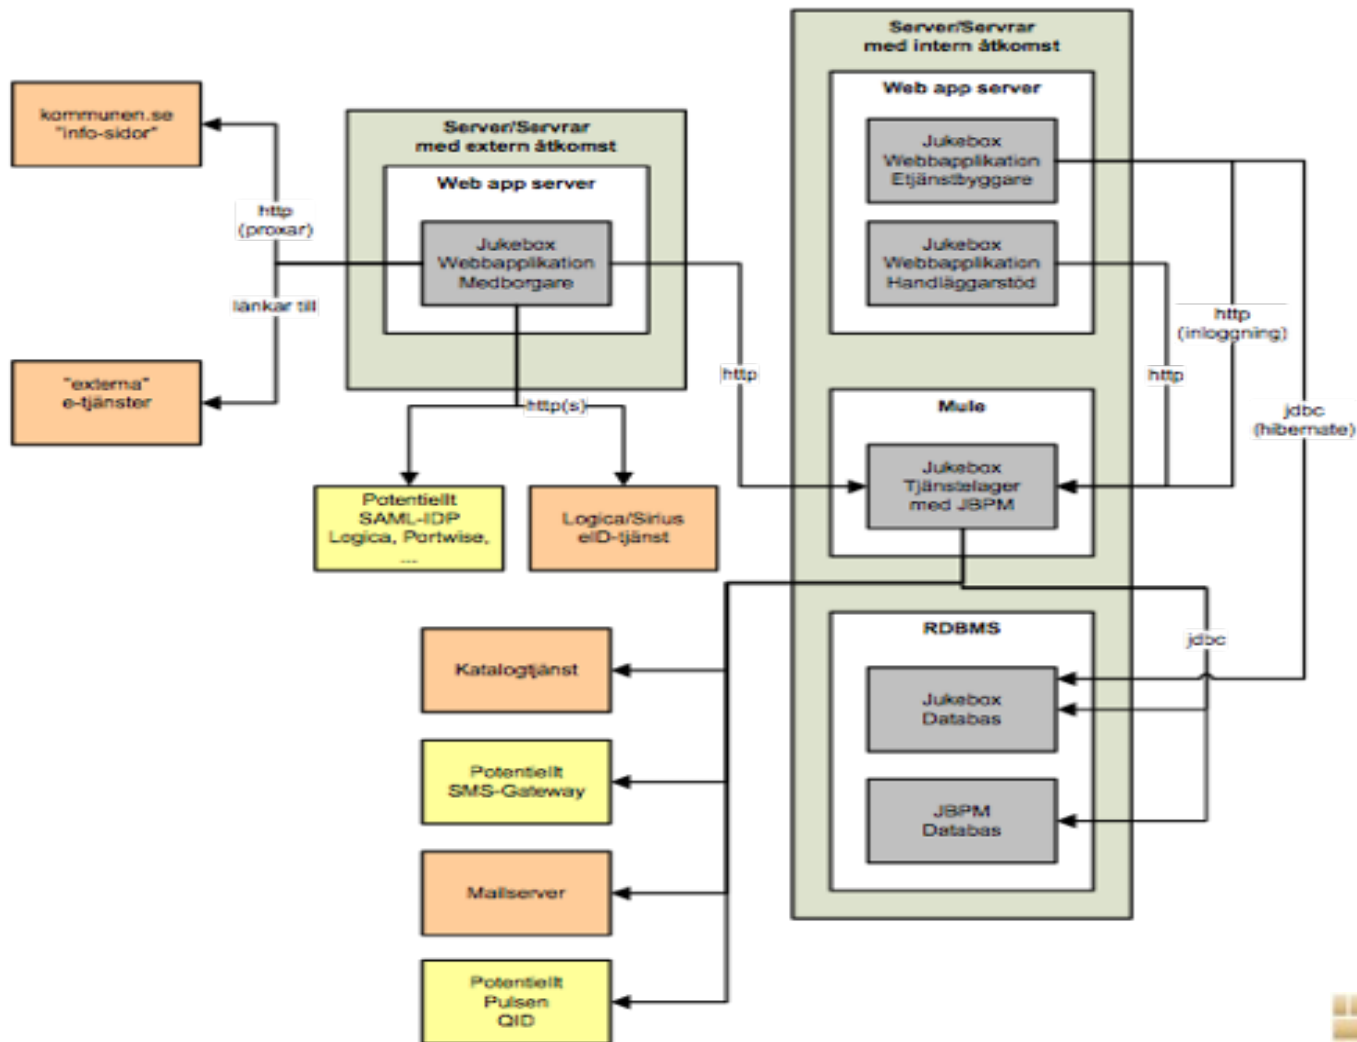 Server/Servrar
med intern åtkomst
Web app server
Jukebox
Webbapplikation
Etjänstbyggare
Jukebox
Webbapplikation
Handläggarstöd
kommunen.se
"info-sidor"
Server/Servrar
med extern åtkomst
Web app server
Jukebox
Webbapplikation
Medborgare
http
(proxar)
länkar till
"externa"
e-tjänster
http(s)
http
http
http
(inloggning)
jdbc
(hibernate)
Mule
Jukebox
Tjänstelager
med JBPM
Potentiellt
SAML-IDP
Logica, Portwise,
...
Logica/Sirius
eID-tjänst
RDBMS
jdbc
Jukebox
Databas
JBPM
Databas
Katalogtjänst
Potentiellt
SMS-Gateway
Mailserver
Potentiellt
Pulsen
QID